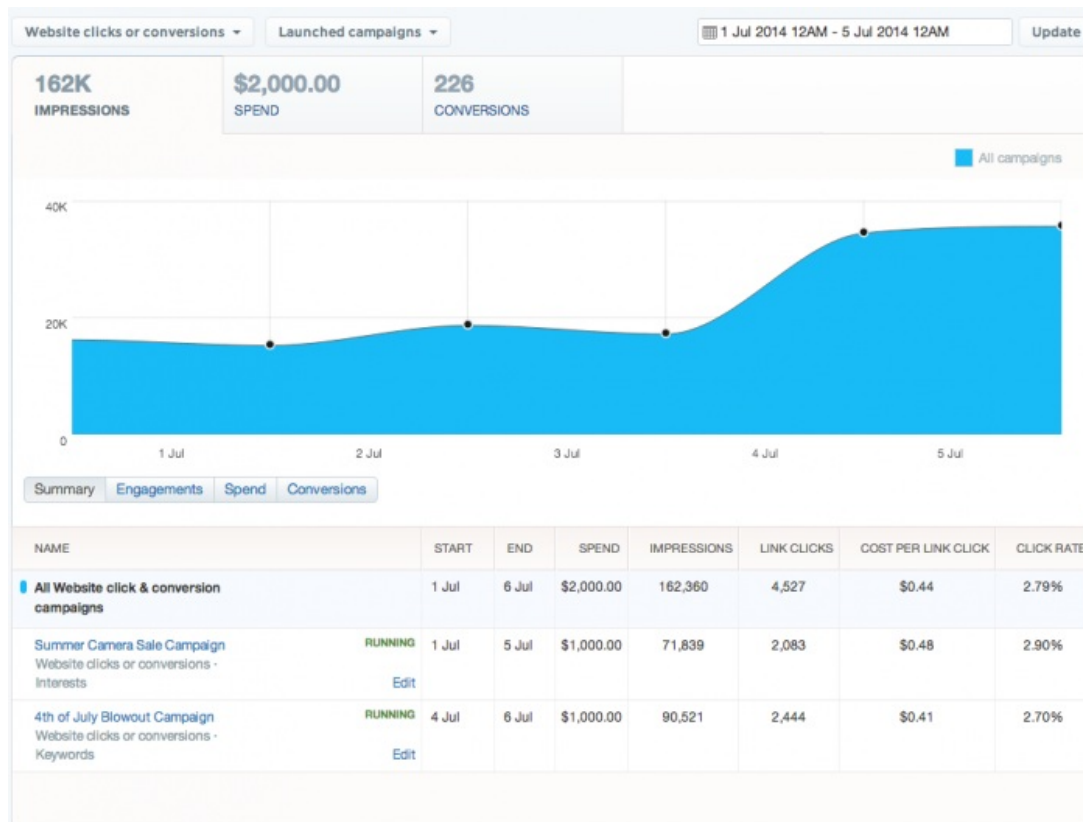 Website clicks or conversions
Launched campaigns
1 Jul 2014 12AM - 5 Jul 2014 12AM
Update
162K
$2,000.00
226
IMPRESSIONS
SPEND
CONVERSIONS
All campaigns
40K
20K
0
1 Jul
2 Jul
3 Jul
4 Jul
5 Jul
Summary
Engagements
Spend
Conversions
NAME START END SPEND IMPRESSIONS LINK CLICKS COST PER LINK CLICK CLICK RATE
All Website click & conversion 1 Jul 6 Jul $2,000.00 162,360 4,527 $0.44 2.79%
campaigns
Summer Camera Sale Campaign RUNNING 1 Jul 5 Jul $1,000.00 71,839 2,083 $0.48 2.90%
Website clicks or conversions ·
Interests Edit
4th of July Blowout Campaign RUNNING 4 Jul 6 Jul $1,000.00 90,521 2,444 $0.41 2.70%
Website clicks or conversions ·
Keywords Edit